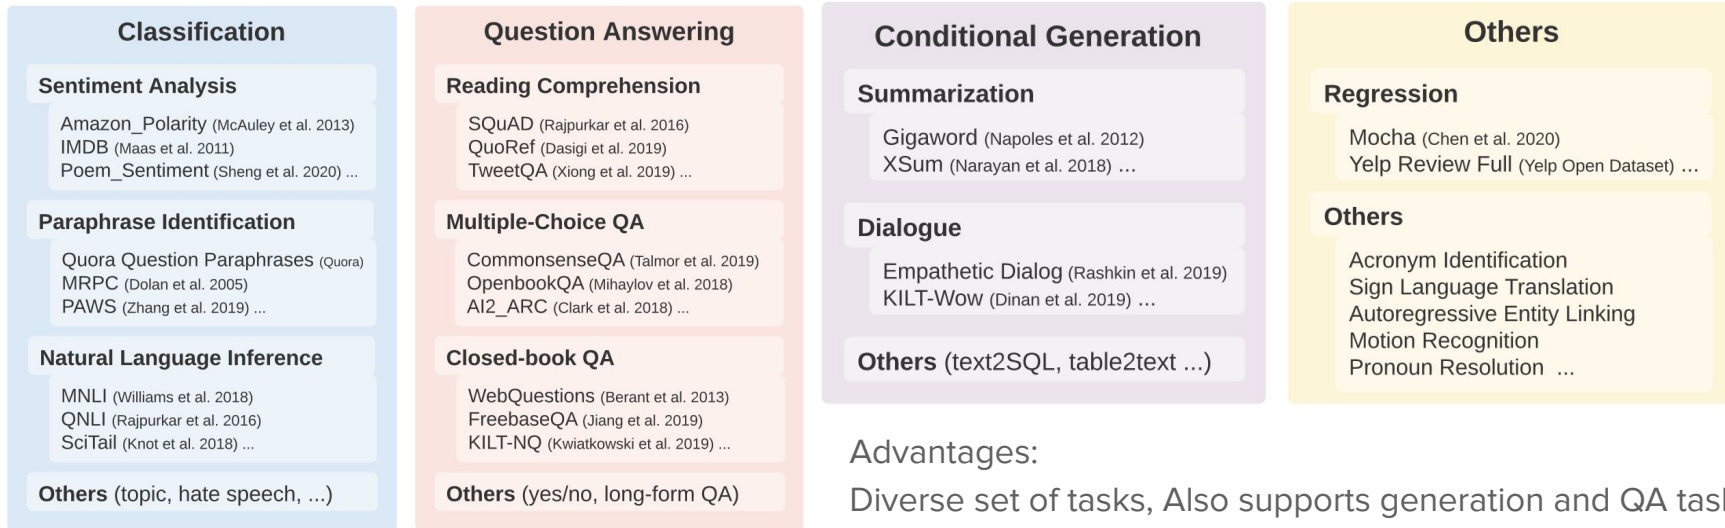 Classification
Sentiment Analysis
Amazon_Polarity (McAuley et al. 2013)
IMDB (Maas et al. 2011)
Poem_Sentiment (Sheng et al. 2020) ...
Paraphrase Identification
Quora Question Paraphrases (Quora)
MRPC (Dolan et al. 2005)
PAWS (Zhang et al. 2019) ...
Natural Language Inference
MNLI (Williams et al. 2018)
QNLI (Rajpurkar et al. 2016)
SciTail (Knot et al. 2018) ...
Others (topic, hate speech, ...)
Question Answering
Reading Comprehension
SQuAD (Rajpurkar et al. 2016)
QuoRef (Dasigi et al. 2019)
TweetQA (Xiong et al. 2019) ...
Multiple-Choice QA
CommonsenseQA (Talmor et al. 2019)
OpenbookQA (Mihaylov et al. 2018)
AI2_ARC (Clark et al. 2018) ...
Closed-book QA
WebQuestions (Berant et al. 2013)
FreebaseQA (Jiang et al. 2019)
KILT-NQ (Kwiatkowski et al. 2019) ...
Others (yes/no, long-form QA)
Conditional Generation
Summarization
Gigaword (Napoles et al. 2012)
XSum (Narayan et al. 2018) ...
Dialogue
Empathetic Dialog (Rashkin et al. 2019)
KILT-Wow (Dinan et al. 2019) ...
Others (text2SQL, table2text ...)
Others
Regression
Mocha (Chen et al. 2020)
Yelp Review Full (Yelp Open Dataset) ...
Others
Acronym Identification
Sign Language Translation
Autoregressive Entity Linking
Motion Recognition
Pronoun Resolution ...
Advantages:
Diverse set of tasks, Also supports generation and QA